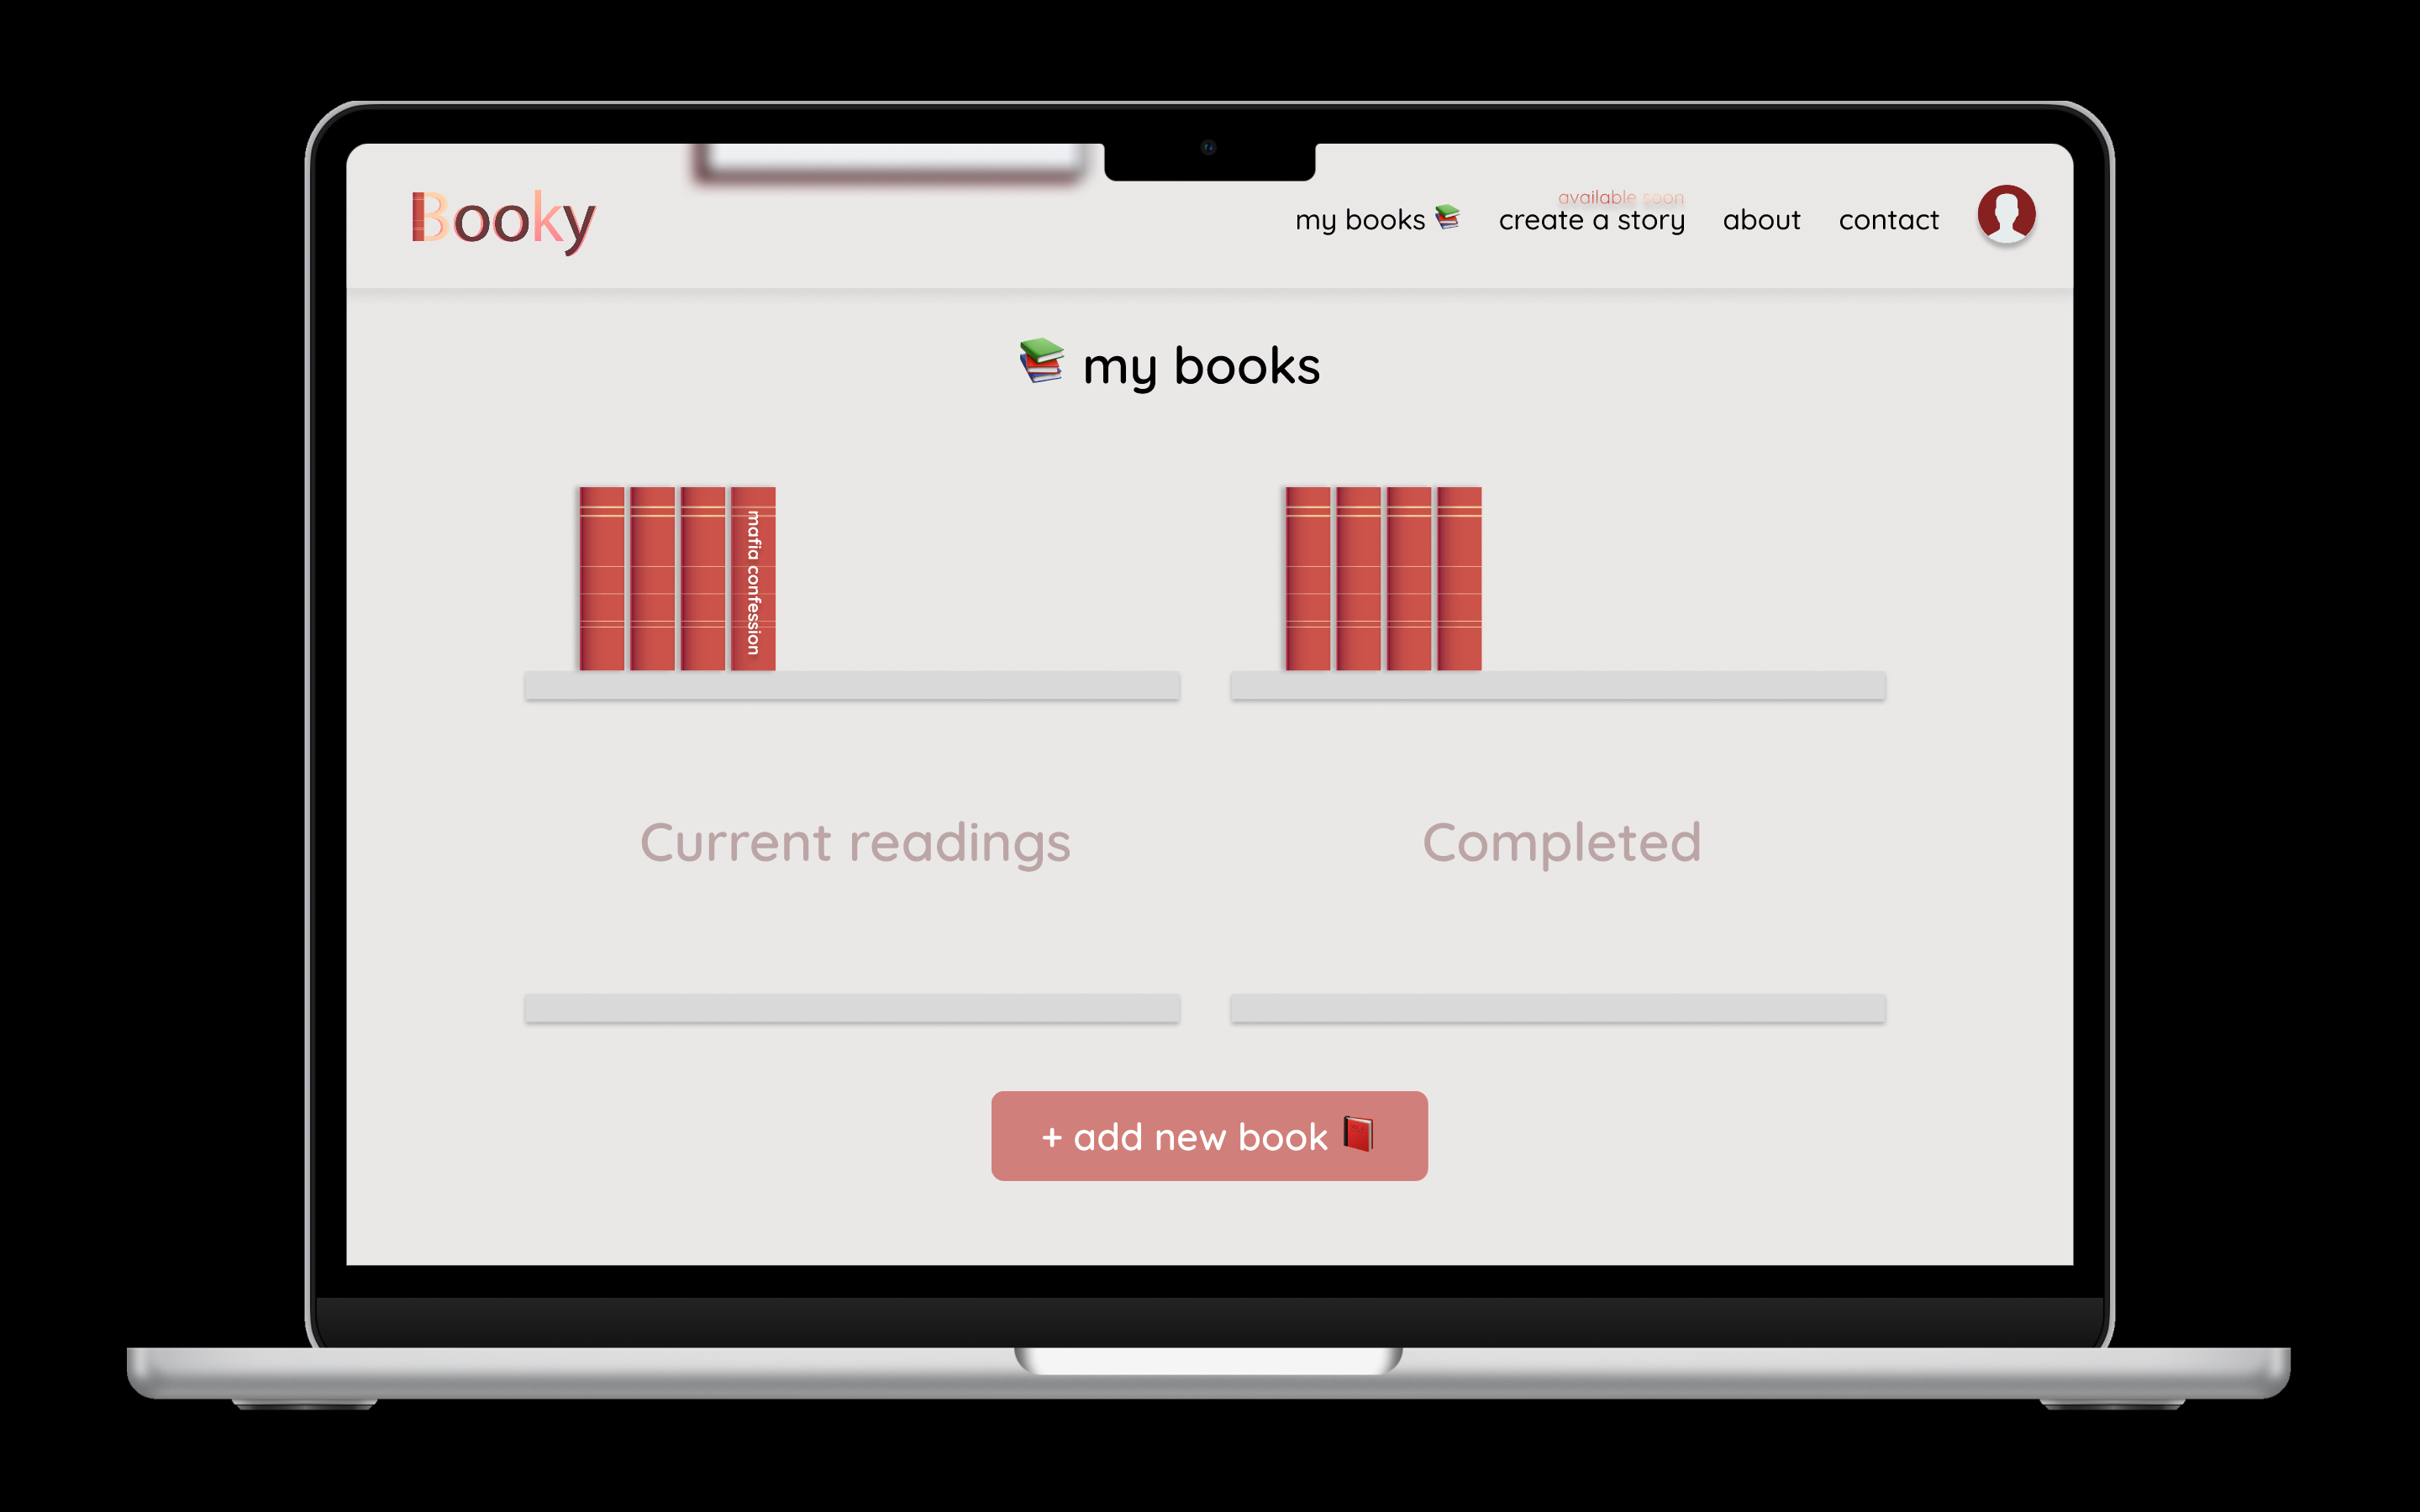 Booky
available soon
my books 📚 create a story about contact
📚 my books
mafia confession
Current readings
Completed
+ add new book 📕